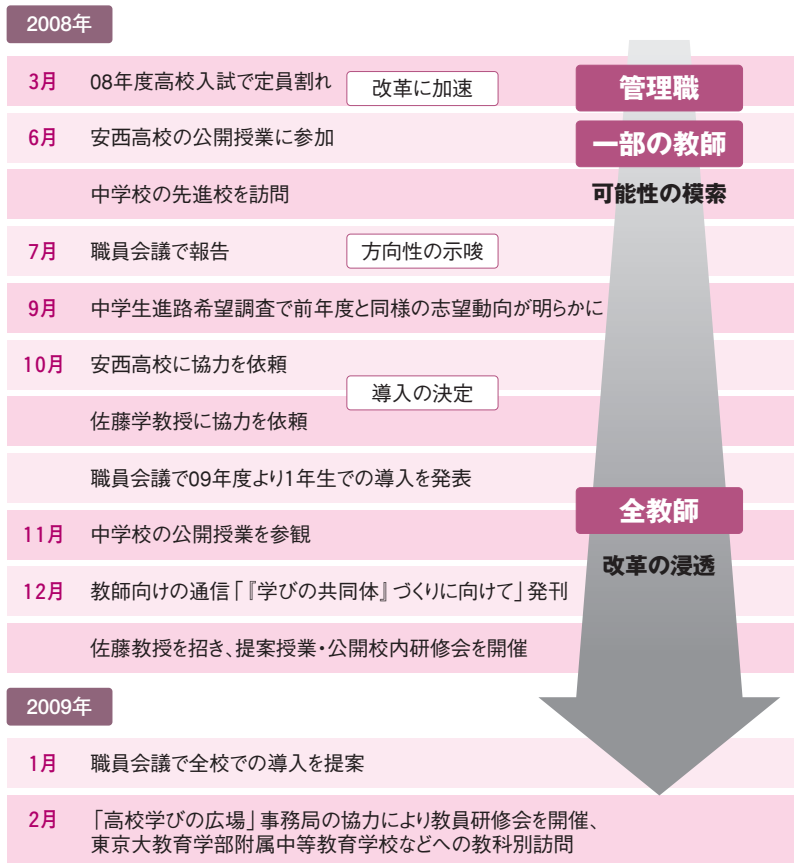 2008年
3月 08年度高校入試で定員割れ 改革に加速 管理職
6月 安西高校の公開授業に参加 一部の教師
中学校の先進校を訪問 可能性の模索
7月 職員会議で報告 方向性の示唆
9月 中学生進路希望調査で前年度と同様の志望動向が明らかに
10月 安西高校に協力を依頼
導入の決定
佐藤学教授に協力を依頼
職員会議で09年度より1年生での導入を発表
全教師
11月 中学校の公開授業を参観
改革の浸透
12月 教師向けの通信「『学びの共同体』づくりに向けて」発刊
佐藤教授を招き、提案授業・公開校内研修会を開催
2009年
1月 職員会議で全校での導入を提案
2月 「高校学びの広場」事務局の協力により教員研修会を開催、
東京大教育学部附属中等教育学校などへの教科別訪問